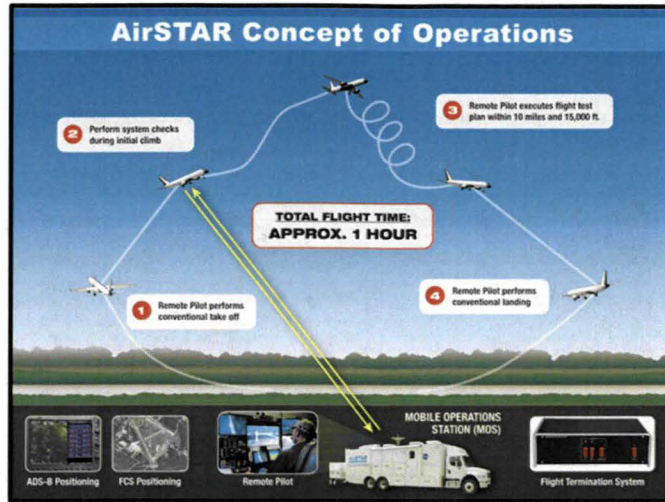 AirSTAR Concept of Operations
2
Perform system checks
during initial climb
3
Remote Pilot executes flight test
plan within 10 miles and 15,000 ft.
TOTAL FLIGHT TIME:
APPROX. 1 HOUR
1
Remote Pilot performs
conventional take off
4
Remote Pilot performs
conventional landing
MOBILE OPERATIONS
STATION (MOS)
AIRSTAR
ADS-B Positioning
FCS Positioning
Remote Pilot
Flight Termination System